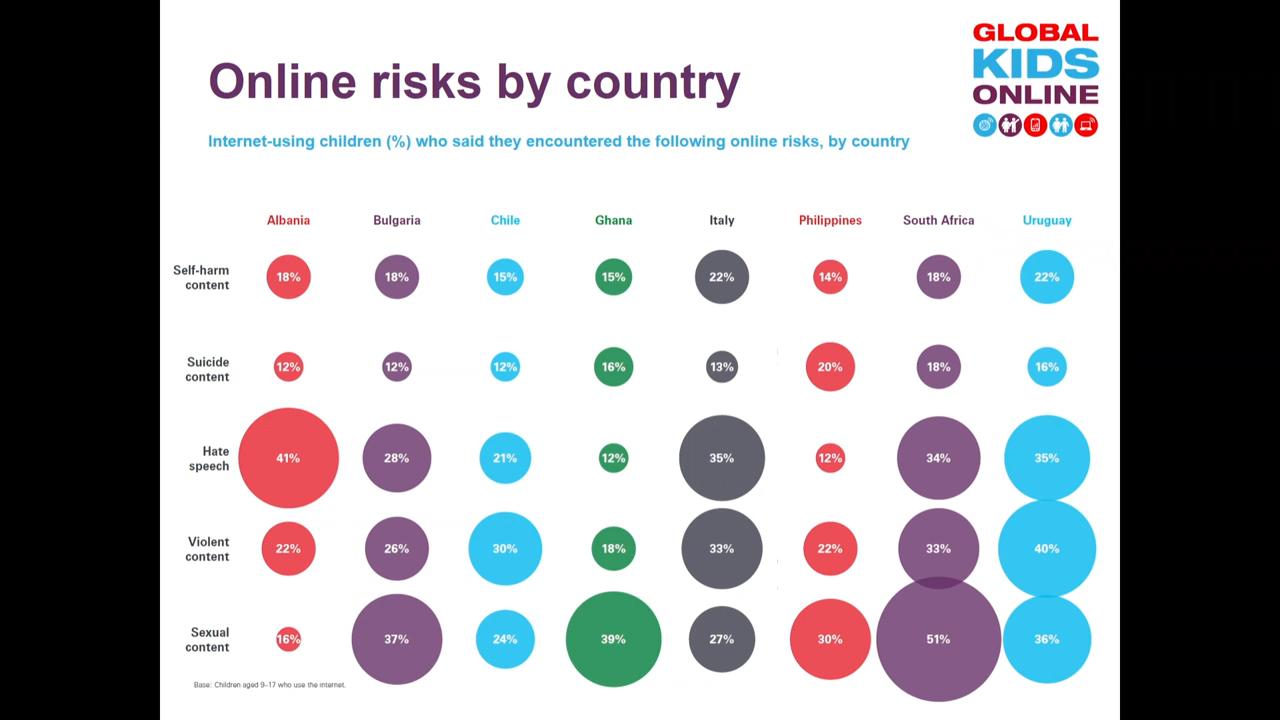 GLOBAL
KIDS
ONLINE
Online risks by country
Internet-using children (%) who said they encountered the following online risks, by country
Albania Bulgaria Chile Ghana Italy Philippines South Africa Uruguay
Self-harm
content
18% 18% 15% 15% 22% 14% 18% 22%
Suicide
content
12% 12% 12% 16% 13% 20% 18% 16%
Hate
speech
41% 28% 21% 12% 35% 12% 34% 35%
Violent
content
22% 26% 30% 18% 33% 22% 33% 40%
Sexual
content
16% 37% 24% 39% 27% 30% 51% 36%
Base: Children aged 9–17 who use the internet.